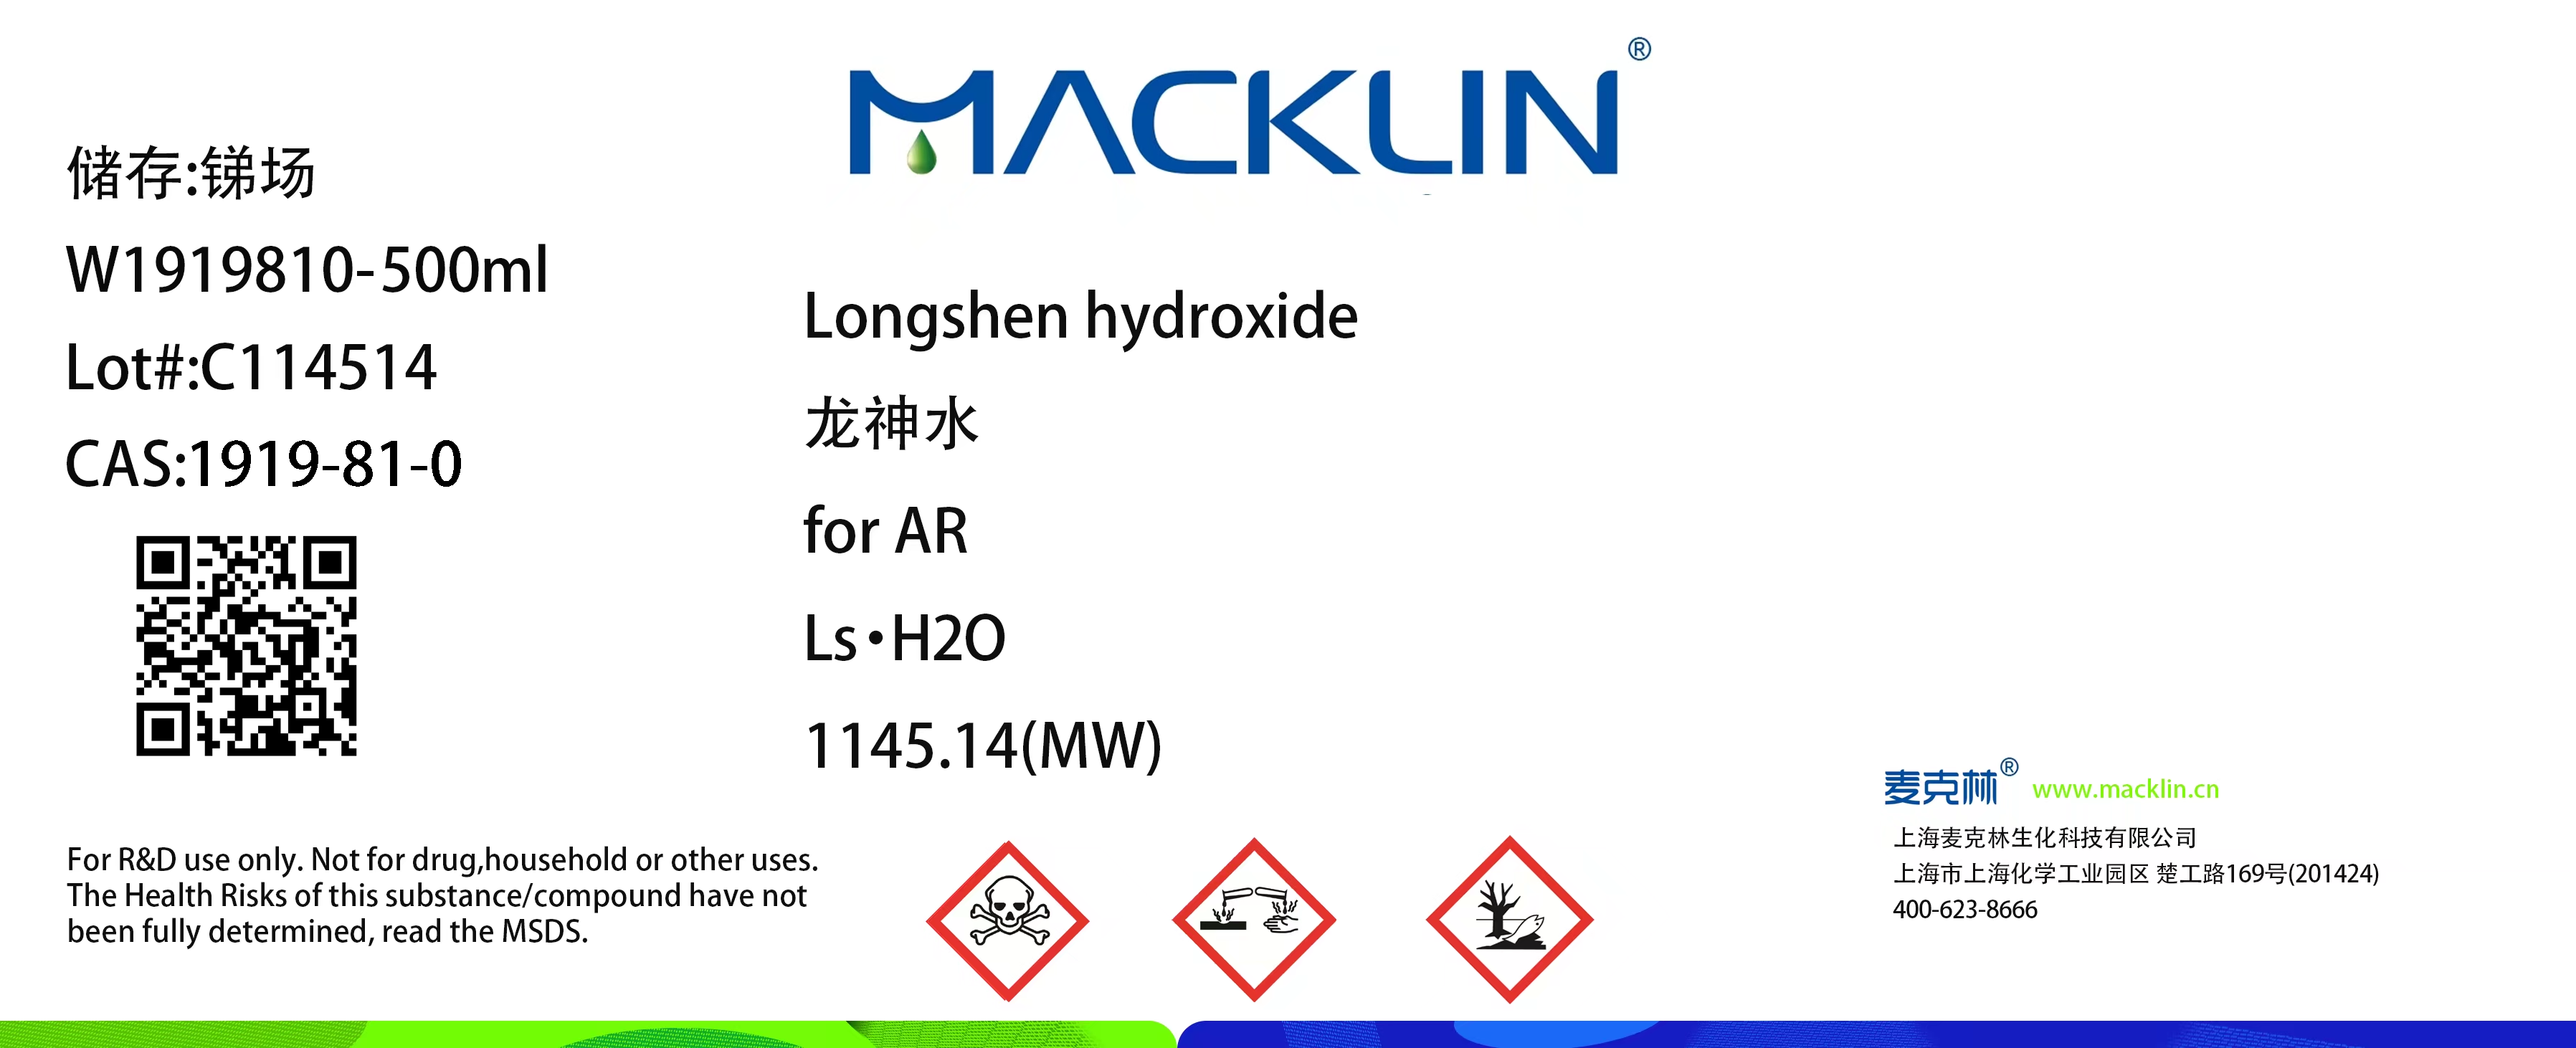 MACKLIN®
储存:锑场
W1919810-500ml
Lot#:C114514
CAS:1919-81-0
For R&D use only. Not for drug,household or other uses.
The Health Risks of this substance/compound have not
been fully determined, read the MSDS.
Longshen hydroxide
龙神水
for AR
Ls·H2O
1145.14(MW)
麦克林® www.macklin.cn
上海麦克林生化科技有限公司
上海市上海化学工业园区 楚工路169号(201424)
400-623-8666